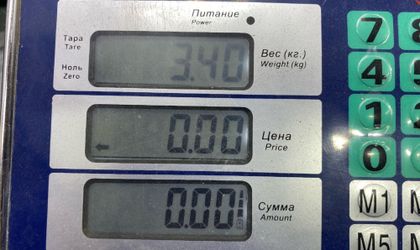 Питание
Power
Тара
Tare
Ноль
Zero
3.40
Вес (кг.)
Weight (kg)
0.00
Цена
Price
0.00
Сумма
Amount
7 8
4
1
0
M1 M
M5